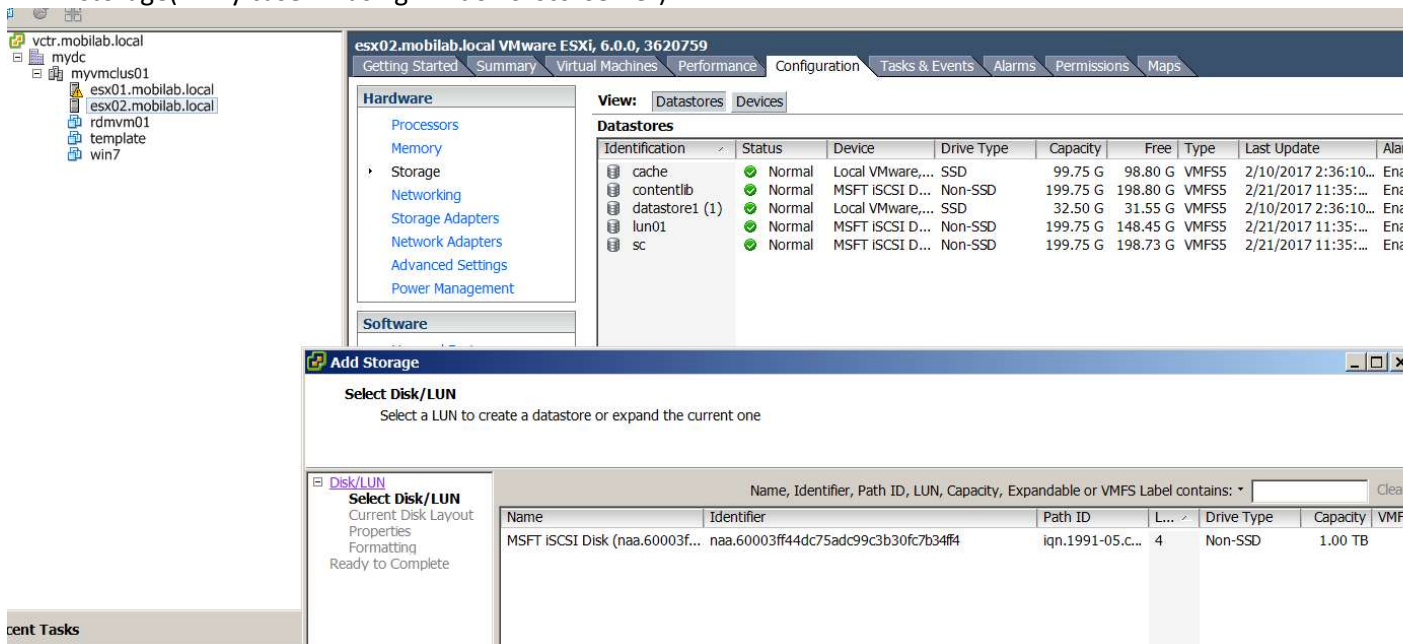 vctr.mobilab.local
mydc
myvmclus01
esx01.mobilab.local
esx02.mobilab.local
rdmvm01
template
win7
esx02.mobilab.local VMware ESXi, 6.0.0, 3620759
Getting Started Summary Virtual Machines Performance Configuration Tasks & Events Alarms Permissions Maps
Hardware
Processors
Memory
Storage
Networking
Storage Adapters
Network Adapters
Advanced Settings
Power Management
Software
View: Datastores Devices
Datastores
Identification Status Device Drive Type Capacity Free Type Last Update
cache Normal Local VMware,... SSD 99.75 G 98.80 G VMFS5 2/10/2017 2:36:10...
contentlib Normal MSFT iSCSI D... Non-SSD 199.75 G 198.80 G VMFS5 2/21/2017 11:35:...
datastore1 (1) Normal Local VMware,... SSD 32.50 G 31.55 G VMFS5 2/10/2017 2:36:10...
lun01 Normal MSFT iSCSI D... Non-SSD 199.75 G 148.45 G VMFS5 2/21/2017 11:35:...
sc Normal MSFT iSCSI D... Non-SSD 199.75 G 198.73 G VMFS5 2/21/2017 11:35:...
Add Storage
Select Disk/LUN
Select a LUN to create a datastore or expand the current one
Disk/LUN
Select Disk/LUN
Current Disk Layout
Properties
Formatting
Ready to Complete
Name, Identifier, Path ID, LUN, Capacity, Expandable or VMFS Label contains:
Name Identifier Path ID L... Drive Type Capacity
MSFT iSCSI Disk (naa.60003f... naa.60003ff44dc75adc99c3b30fc7b34ff4 iqn.1991-05.c... 4 Non-SSD 1.00 TB
cent Tasks